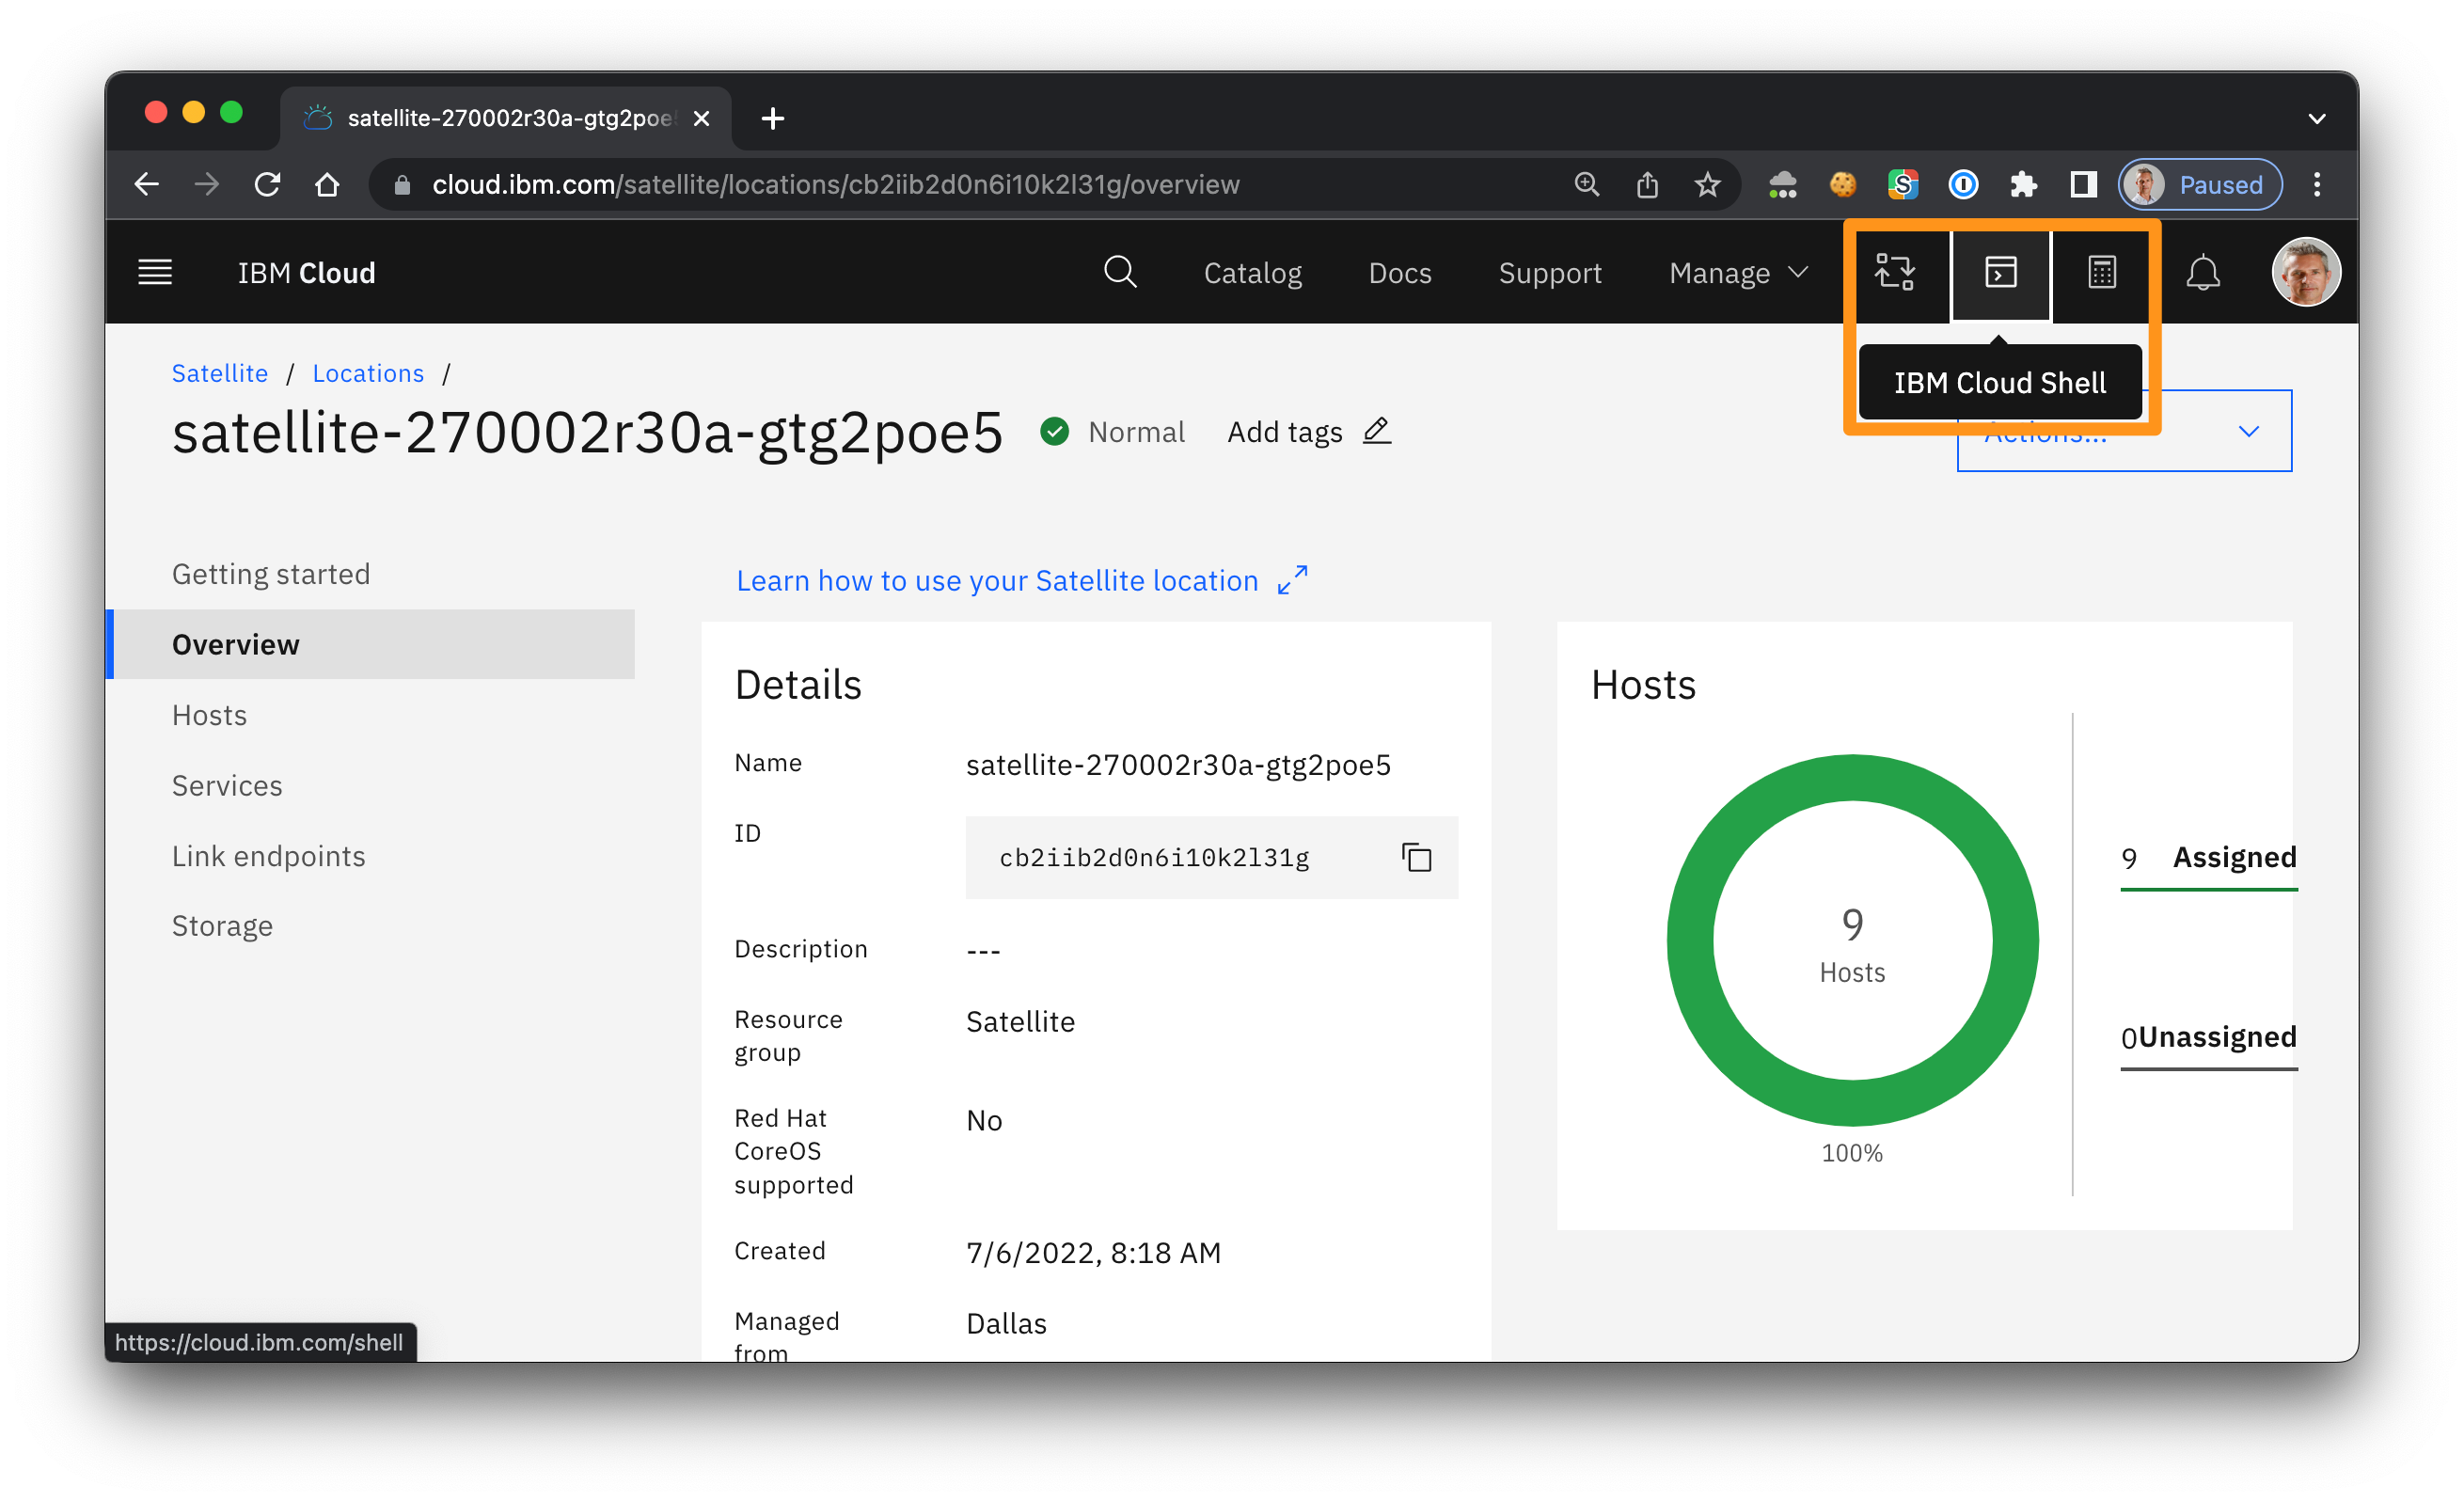 satellite-270002r30a-gtg2poe5
cloud.ibm.com/satellite/locations/cb2iib2d0n6i10k2l31g/overview
Paused
IBM Cloud
Catalog
Docs
Support
Manage
IBM Cloud Shell
Satellite / Locations /
satellite-270002r30a-gtg2poe5
Normal
Add tags
Actions...
Getting started
Overview
Hosts
Services
Link endpoints
Storage
Learn how to use your Satellite location
Details
Name
satellite-270002r30a-gtg2poe5
ID
cb2iib2d0n6i10k2l31g
Description
---
Resource
group
Satellite
Red Hat
CoreOS
supported
No
Created
7/6/2022, 8:18 AM
Managed
from
Dallas
Hosts
9
Hosts
100%
9 Assigned
0 Unassigned
https://cloud.ibm.com/shell